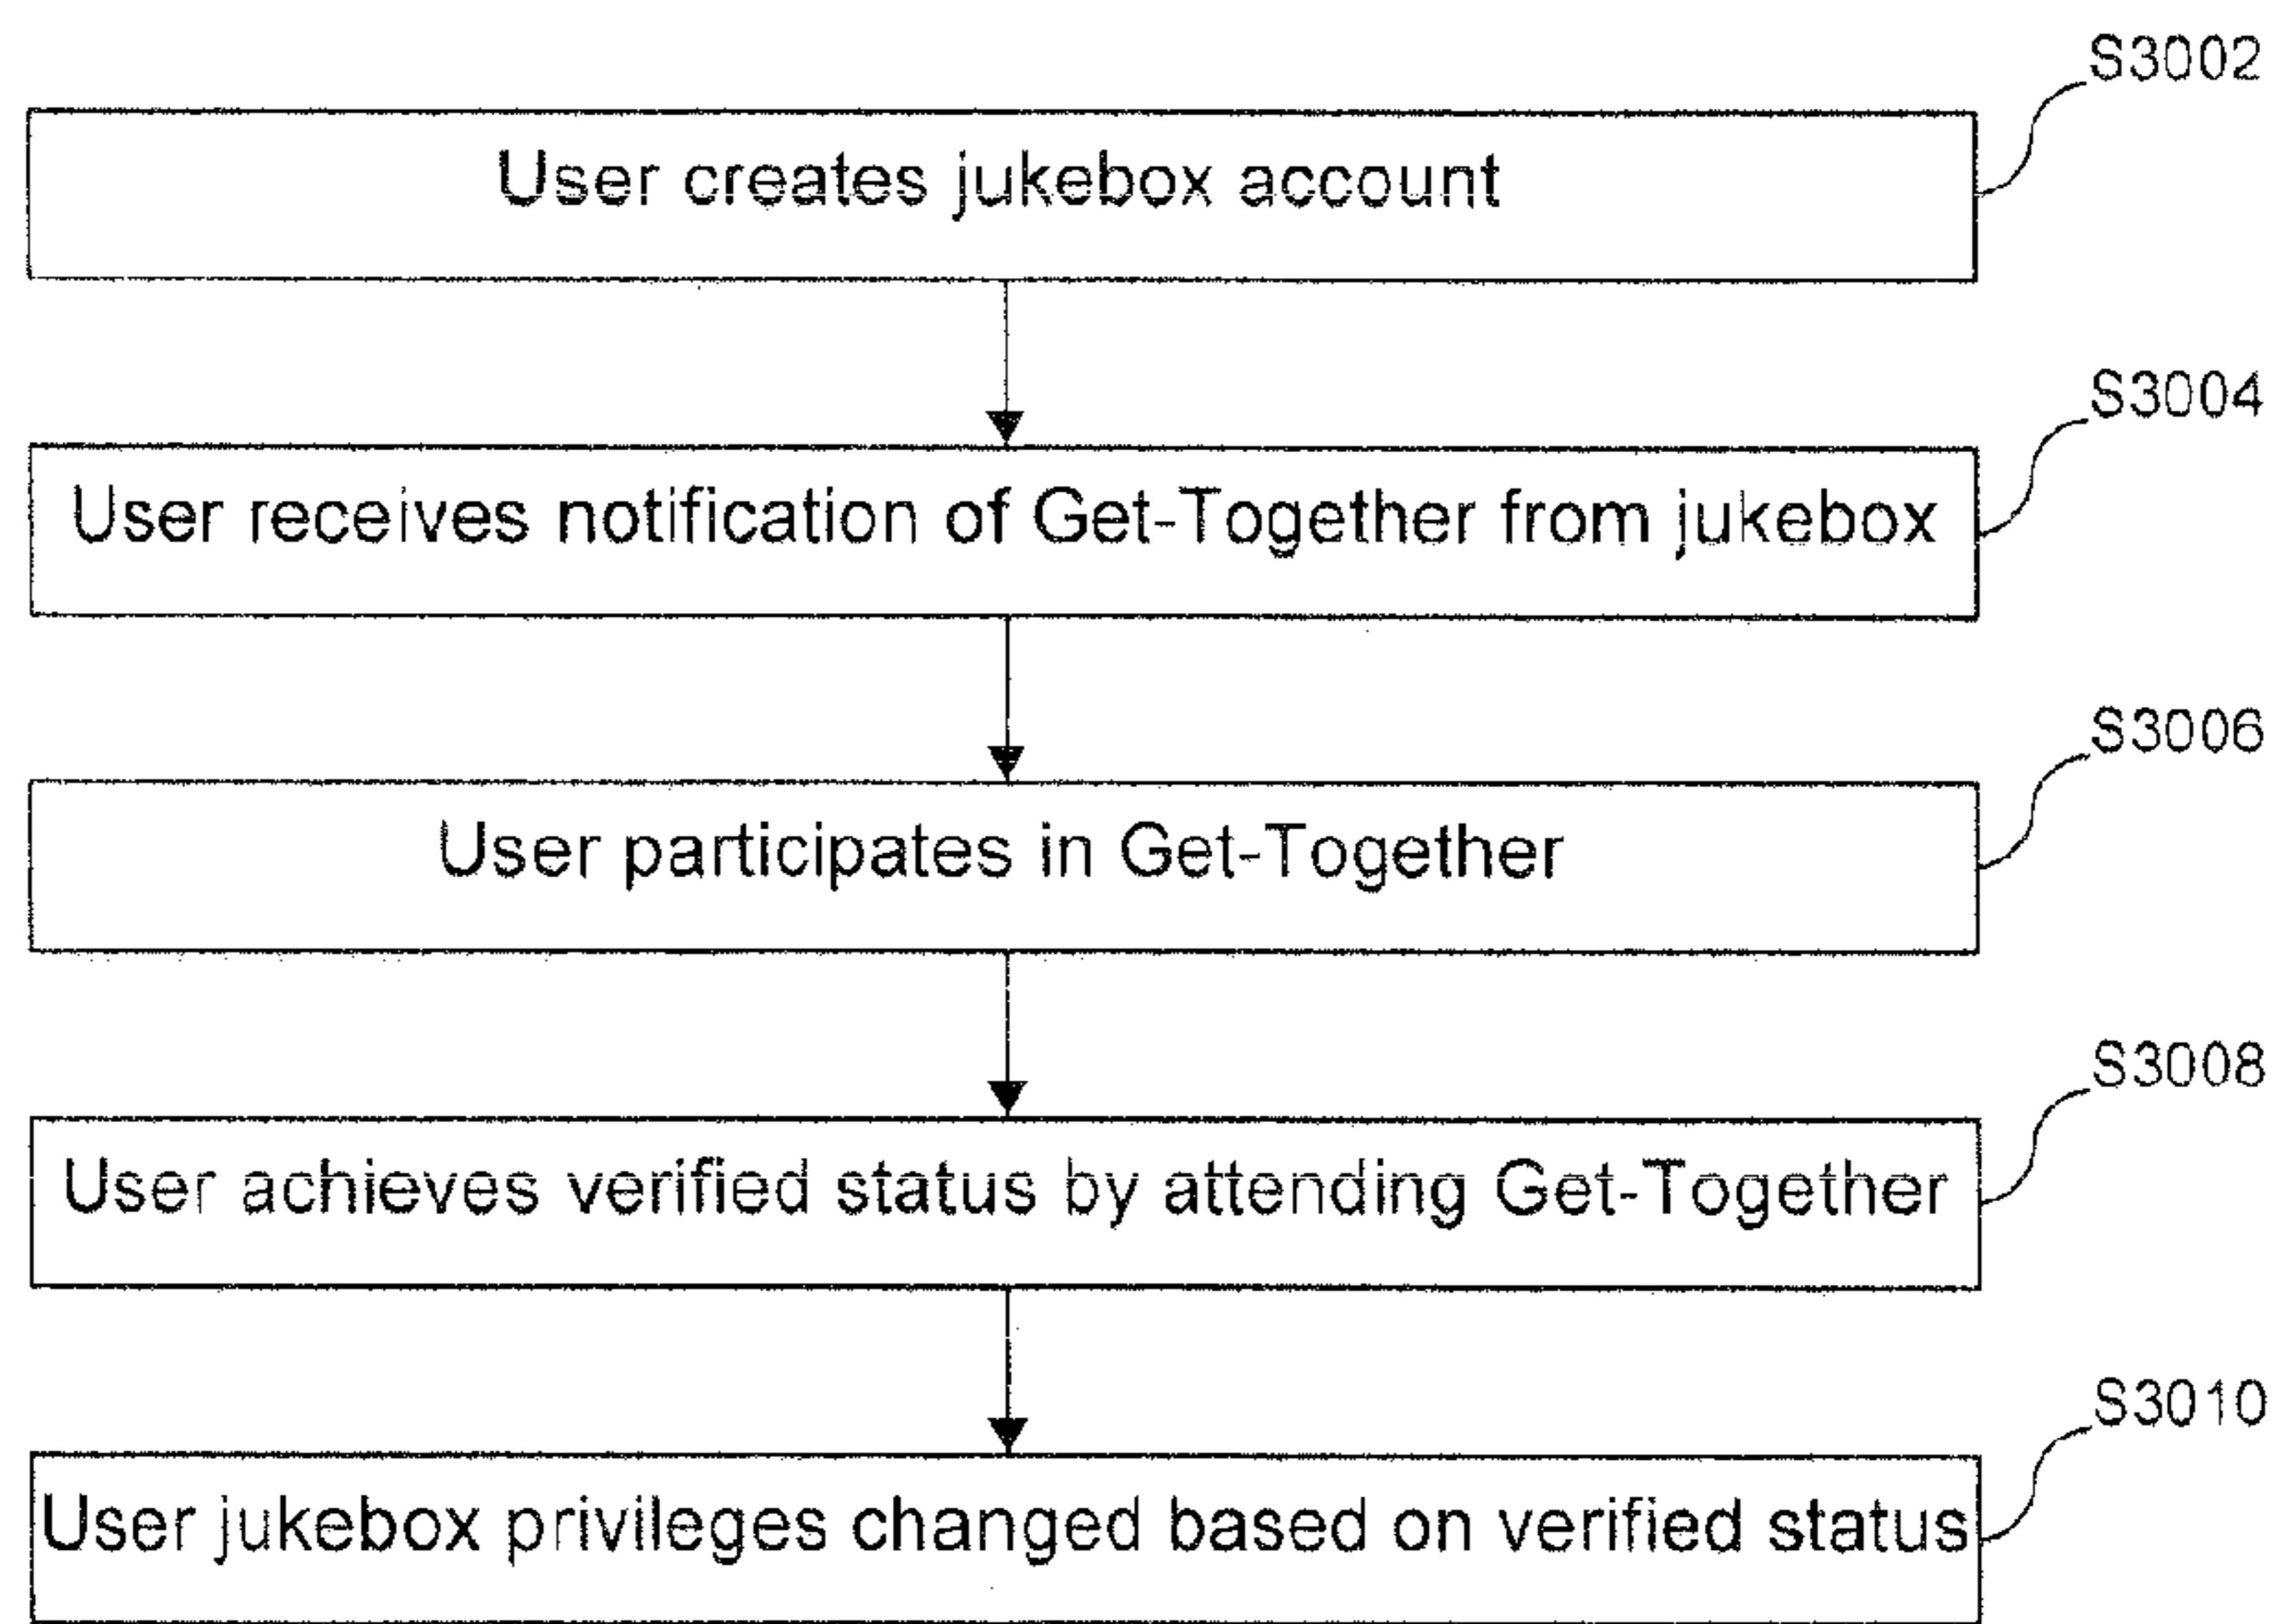 S3002
User creates jukebox account
S3004
User receives notification of Get-Together from jukebox
S3006
User participates in Get-Together
S3008
User achieves verified status by attending Get-Together
S3010
User jukebox privileges changed based on verified status